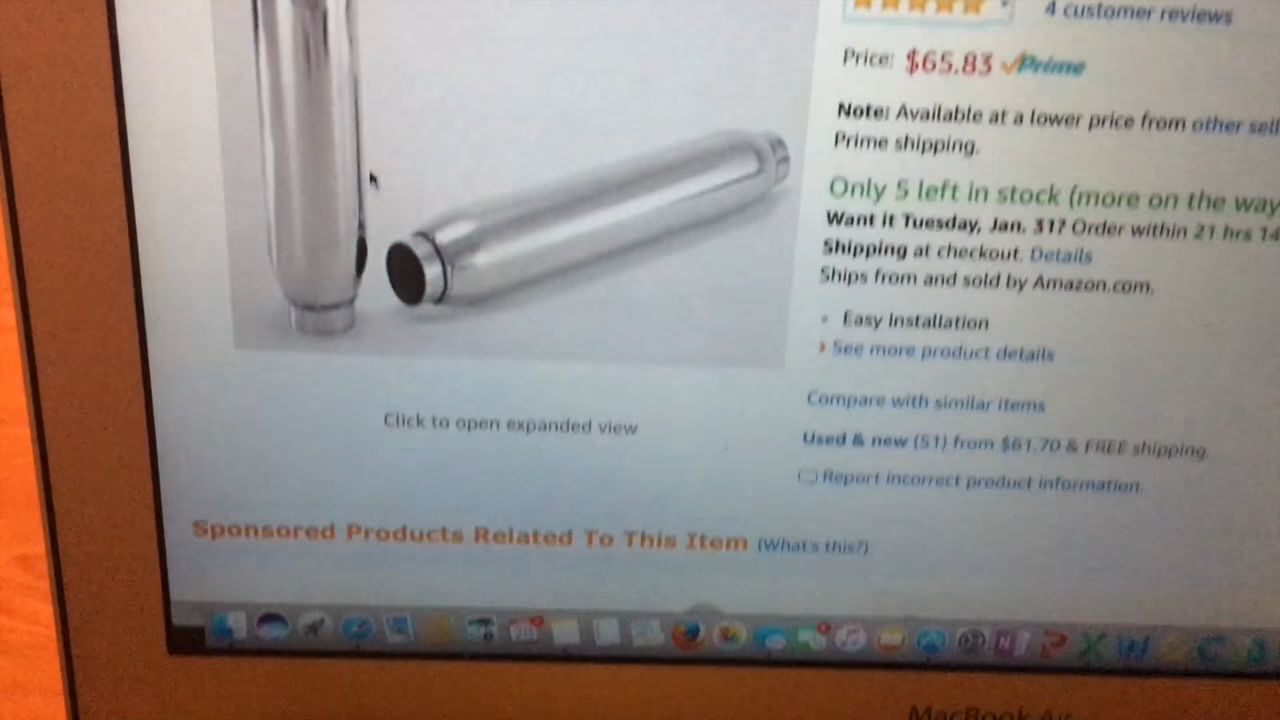 4 customer reviews
Price: $65.83 Prime
Note: Available at a lower price from other sell
Prime shipping.
Only 5 left in stock (more on the way
Want it Tuesday, Jan. 31? Order within 21 hrs 14
Shipping at checkout. Details
Ships from and sold by Amazon.com.
Easy Installation
See more product details
Compare with similar items
Used & new (51) from $61.70 & FREE shipping.
Report incorrect product information.
Click to open expanded view
Sponsored Products Related To This Item (What's this?)
MacBook Air